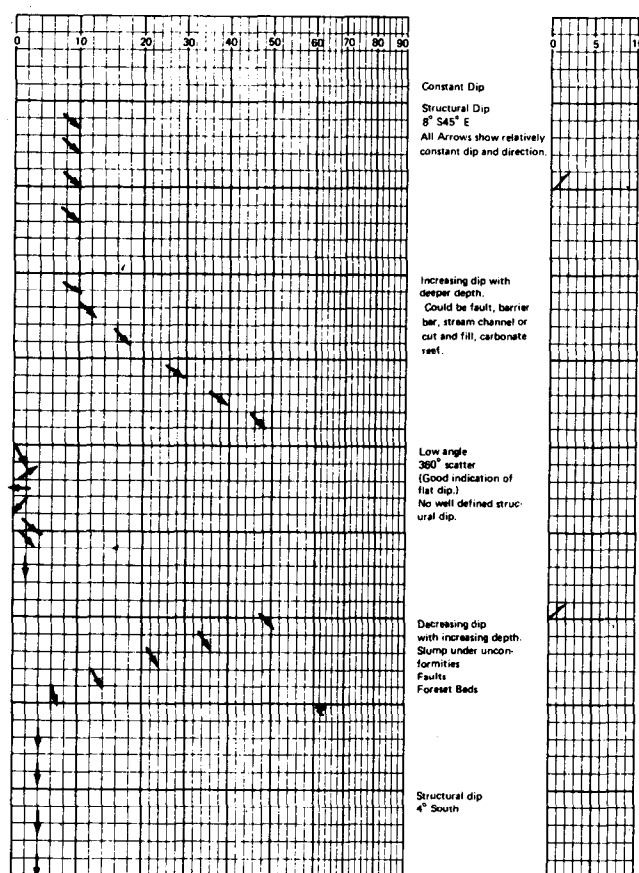 0 10 20 30 40 50 60 70 80 90
0 5 10
Constant Dip
Structural Dip
8° S45° E
All Arrows show relatively
constant dip and direction.
Increasing dip with
deeper depth.
Could be fault, barrier
bar, stream channel or
cut and fill, carbonate
reef.
Low angle
360° scatter
(Good indication of
flat dip.)
No well defined struc-
tural dip.
Decreasing dip
with increasing depth.
Slump under uncon-
formities
Faults
Foreset Beds
Structural dip
4° South